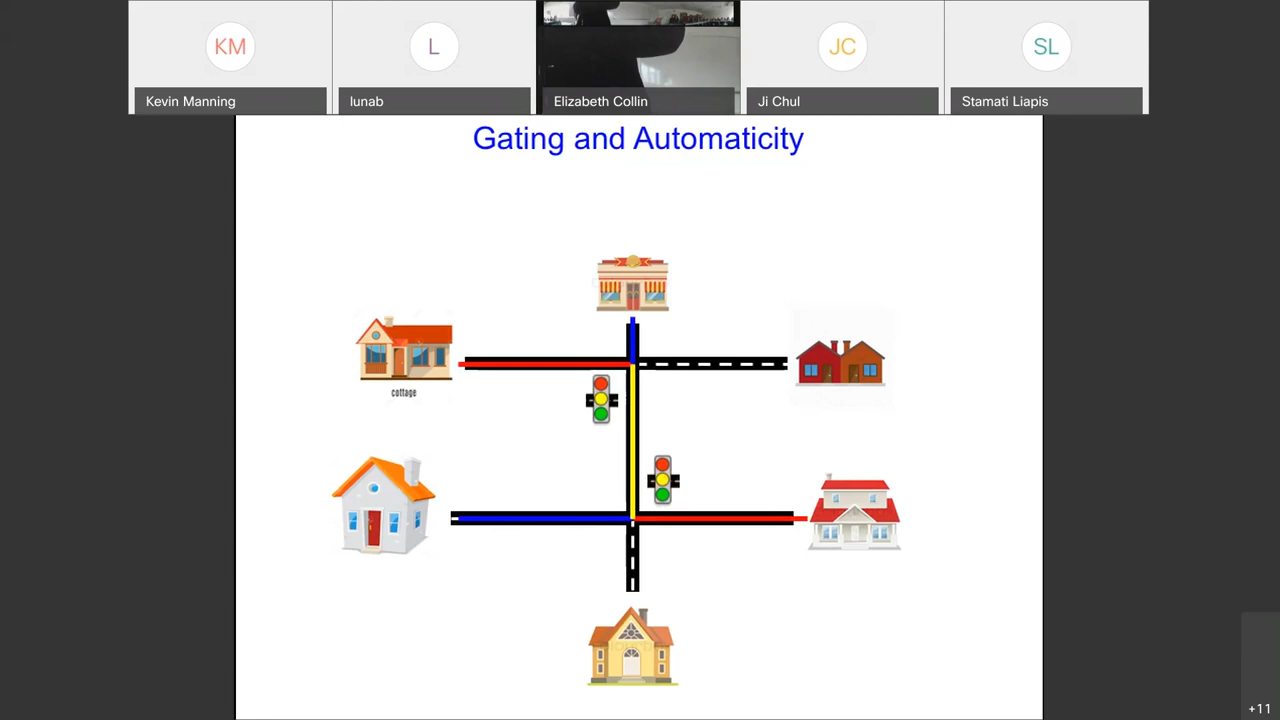 KM
L
JC
SL
Kevin Manning
lunab
Elizabeth Collin
Ji Chul
Stamati Liapis
Gating and Automaticity
cottage
+11